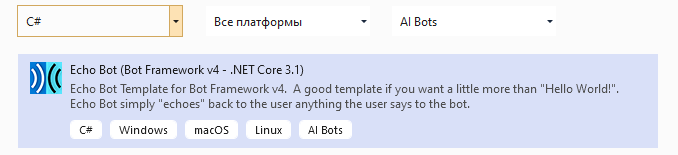 C# Все платформы AI Bots
Echo Bot (Bot Framework v4 - .NET Core 3.1)
Echo Bot Template for Bot Framework v4. A good template if you want a little more than "Hello World!".
Echo Bot simply "echoes" back to the user anything the user says to the bot.
C# Windows macOS Linux AI Bots